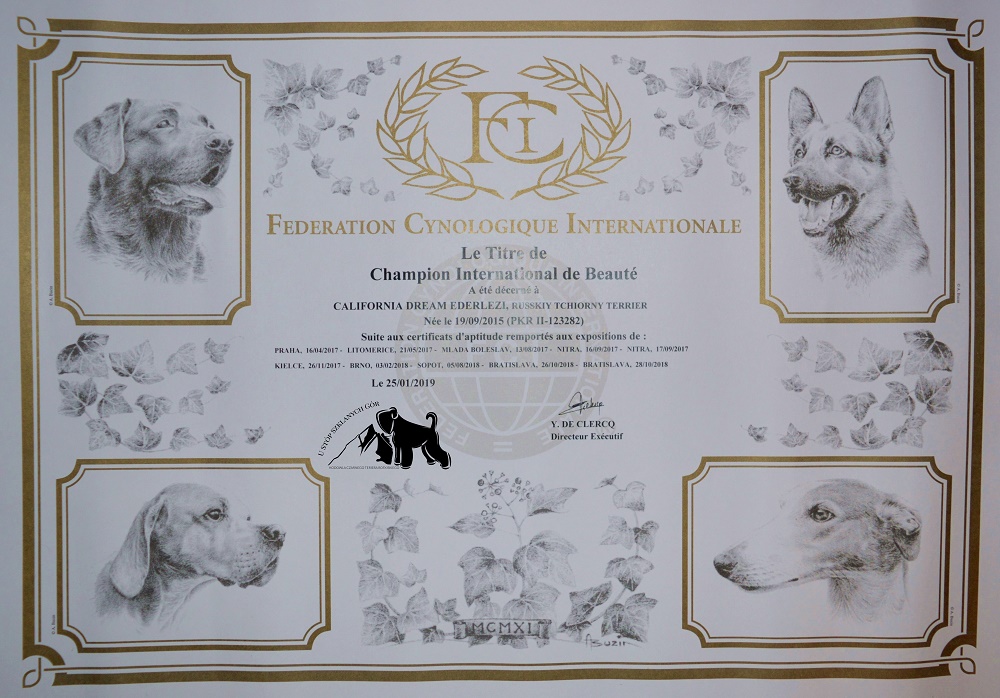 FCI
FEDERATION CYNOLOGIQUE INTERNATIONALE
Le Titre de
Champion International de Beauté
A été décerné à
CALIFORNIA DREAM EDERLEZI, RUSSKIY TCHIORNY TERRIER
Née le 19/09/2015 (PKR II-123282)
Suite aux certificats d'aptitude remportés aux expositions de :
PRAHA, 16/04/2017 - LITOMERICE, 21/05/2017 - MLADA BOLESLAV, 13/08/2017 - NITRA, 16/09/2017 - NITRA, 17/09/2017
KIELCE, 26/11/2017 - BRNO, 03/02/2018 - SOPOT, 05/08/2018 - BRATISLAVA, 26/10/2018 - BRATISLAVA, 28/10/2018
Le 25/01/2019
U STÓP SZKLANYCH GÓR
Y. DE CLERCQ
Directeur Exécutif
MCMXI